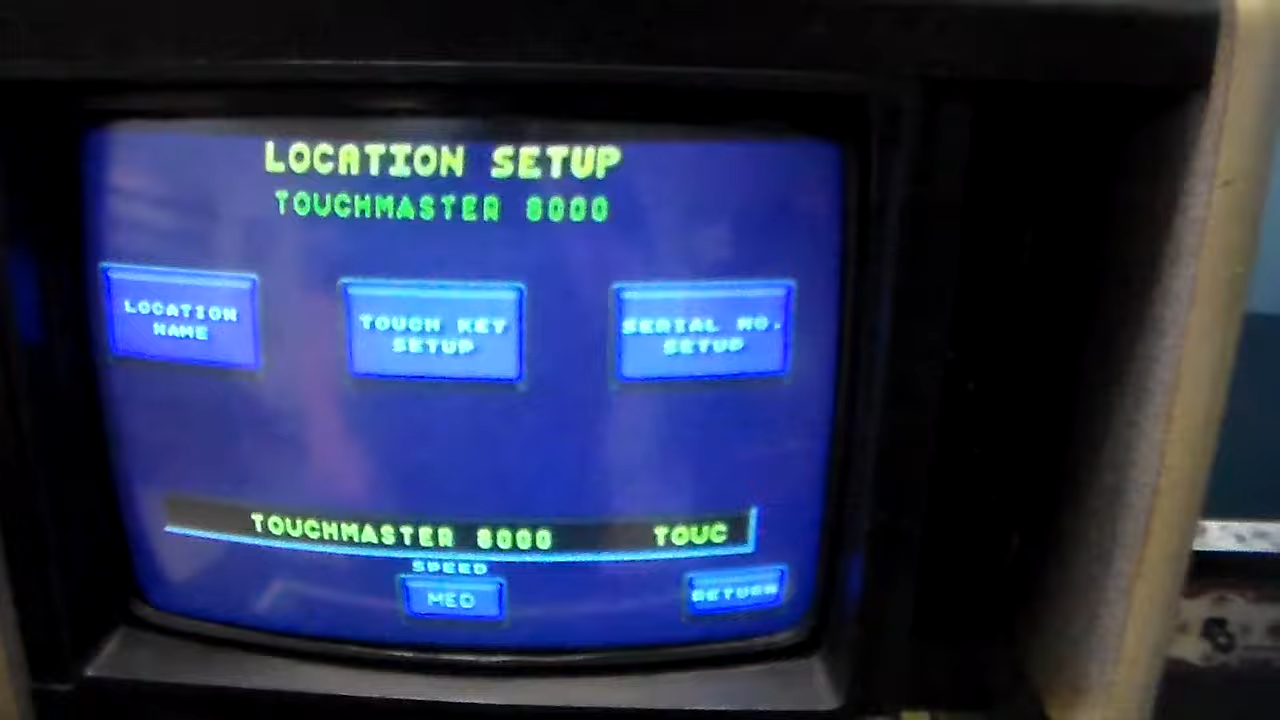 LOCATION SETUP
TOUCHMASTER 8000
LOCATION
NAME
TOUCH KEY
SETUP
SERIAL NO.
SETUP
TOUCHMASTER 8000 TOUC
SPEED
MED
RETURN